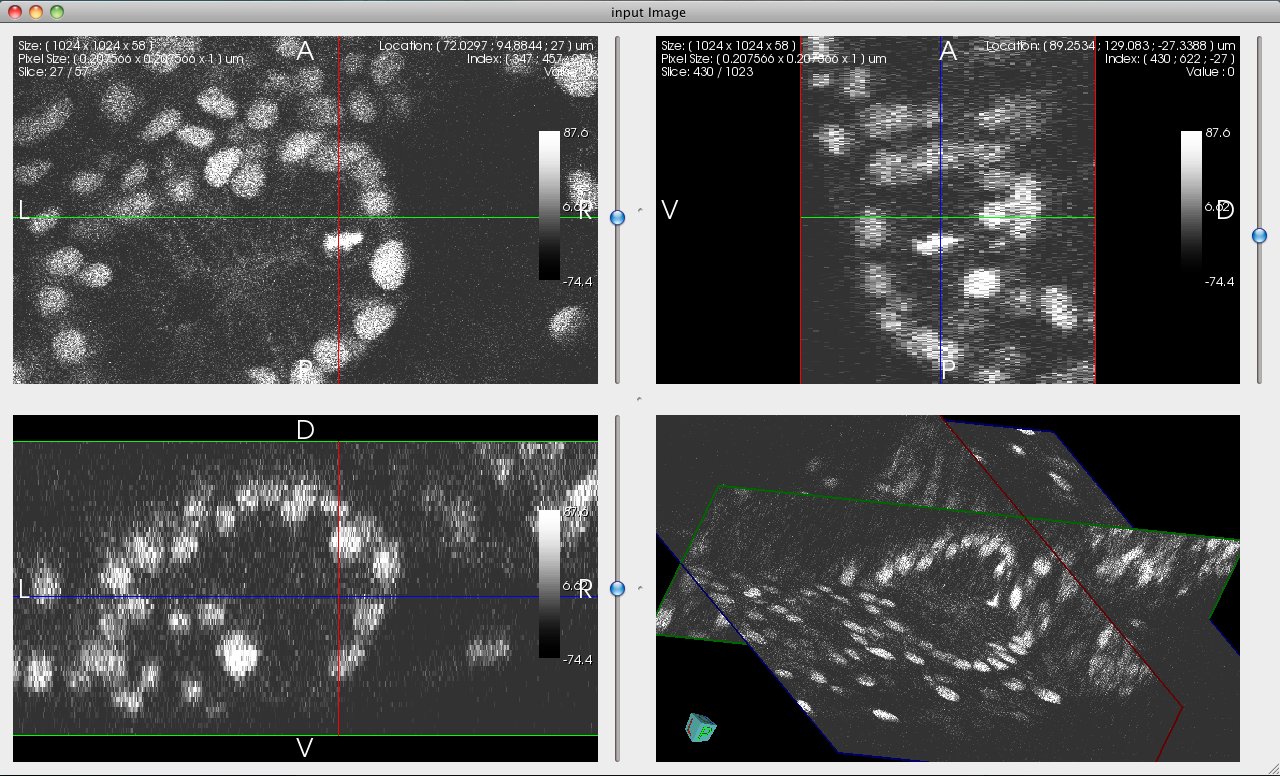 input Image
Size: ( 1024 x 1024 x 58 )
A
Location: ( 72.0297 ; 94.8844 ; 27 ) um
Pixel Size: ( 0.207566 x 0.207566 x 1 ) um
Slice: 27 / 57
87.6
L
R
-74.4
P
Size: ( 1024 x 1024 x 58 )
A
Location: ( 89.2534 ; 129.083 ; -27.3388 ) um
Pixel Size: ( 0.207566 x 0.207566 x 1 ) um
Index: ( 430 ; 622 ; -27 )
Slice: 430 / 1023
Value : 0
87.6
V
D
-74.4
P
D
87.6
L
R
-74.4
V